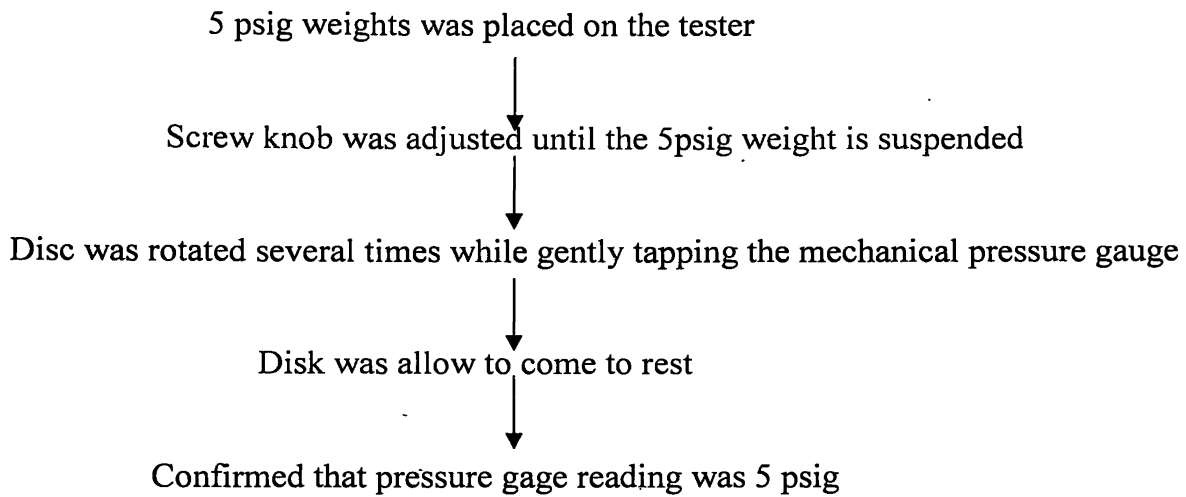 5 psig weights was placed on the tester
Screw knob was adjusted until the 5psig weight is suspended
Disc was rotated several times while gently tapping the mechanical pressure gauge
Disk was allow to come to rest
Confirmed that pressure gage reading was 5 psig